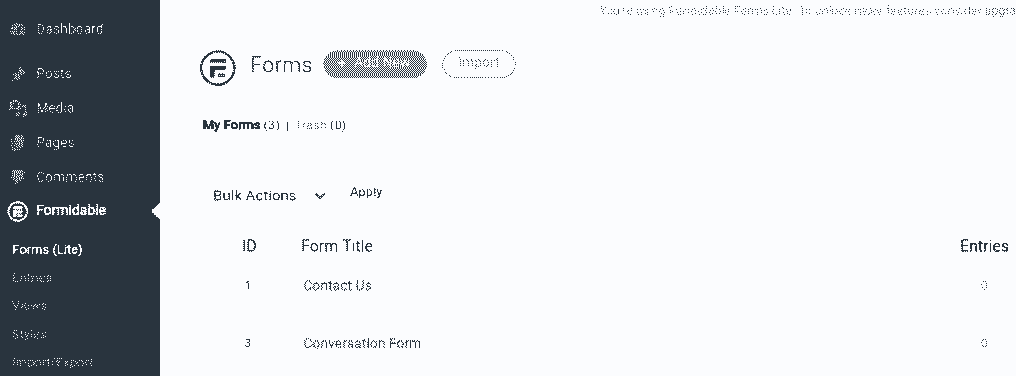 You're using Formidable Forms Lite. To unlock more features consider upgra
Dashboard
Posts
Media
Pages
Comments
Formidable
Forms (Lite)
Entries
Views
Styles
Import/Export
Forms
+ Add New
Import
My Forms (3) | Trash (0)
Bulk Actions
Apply
ID Form Title Entries
1 Contact Us 0
3 Conversation Form 0